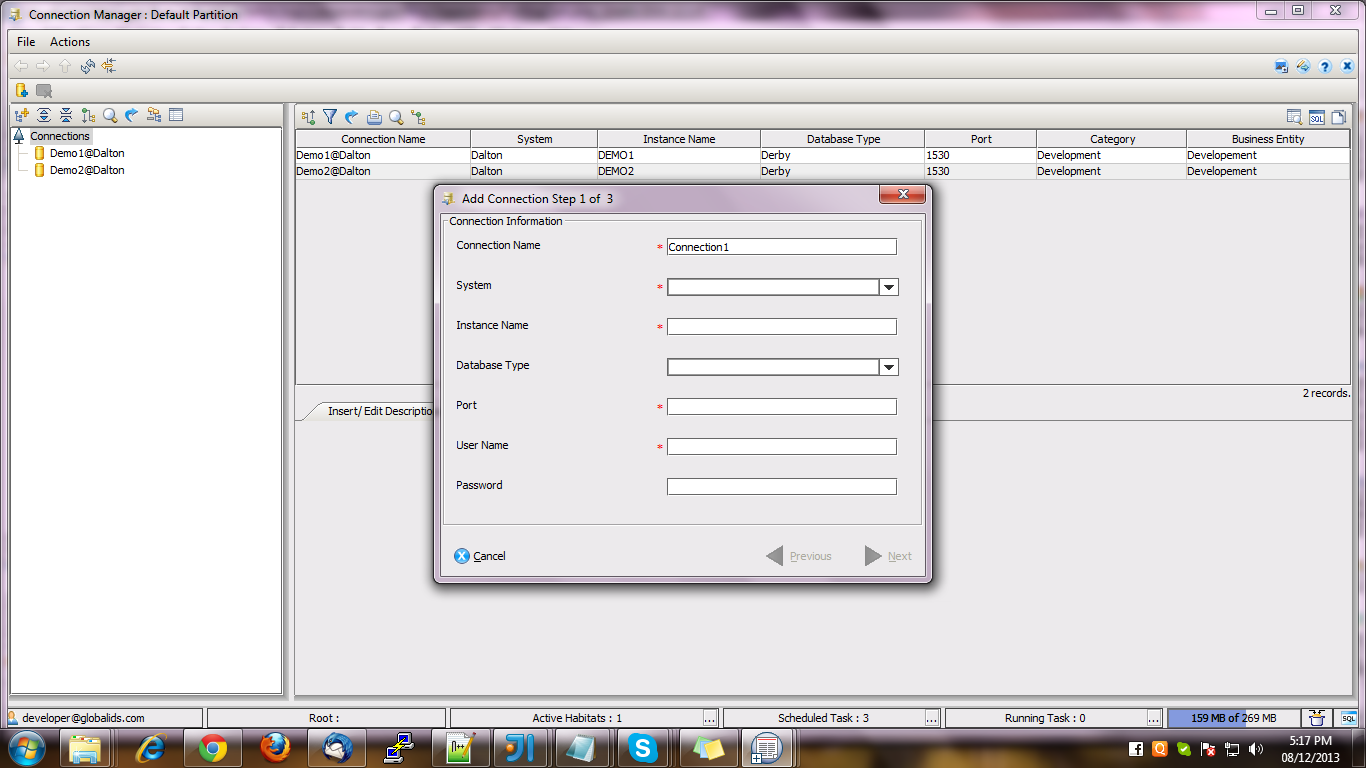 Connection Manager : Default Partition
File Actions
SQL
Connections
Demo1@Dalton
Demo2@Dalton
Connection Name System Instance Name Database Type Port Category Business Entity
Demo1@Dalton Dalton DEMO1 Derby 1530 Development Developement
Demo2@Dalton Dalton DEMO2 Derby 1530 Development Developement
2 records.
Insert/ Edit Descriptio
Add Connection Step 1 of 3
Connection Information
Connection Name * Connection1
System *
Instance Name *
Database Type
Port *
User Name *
Password
Cancel Previous Next
developer@globalids.com Root : Active Habitats : 1 ... Scheduled Task : 3 ... Running Task : 0 ... 159 MB of 269 MB SQL
5:17 PM
08/12/2013